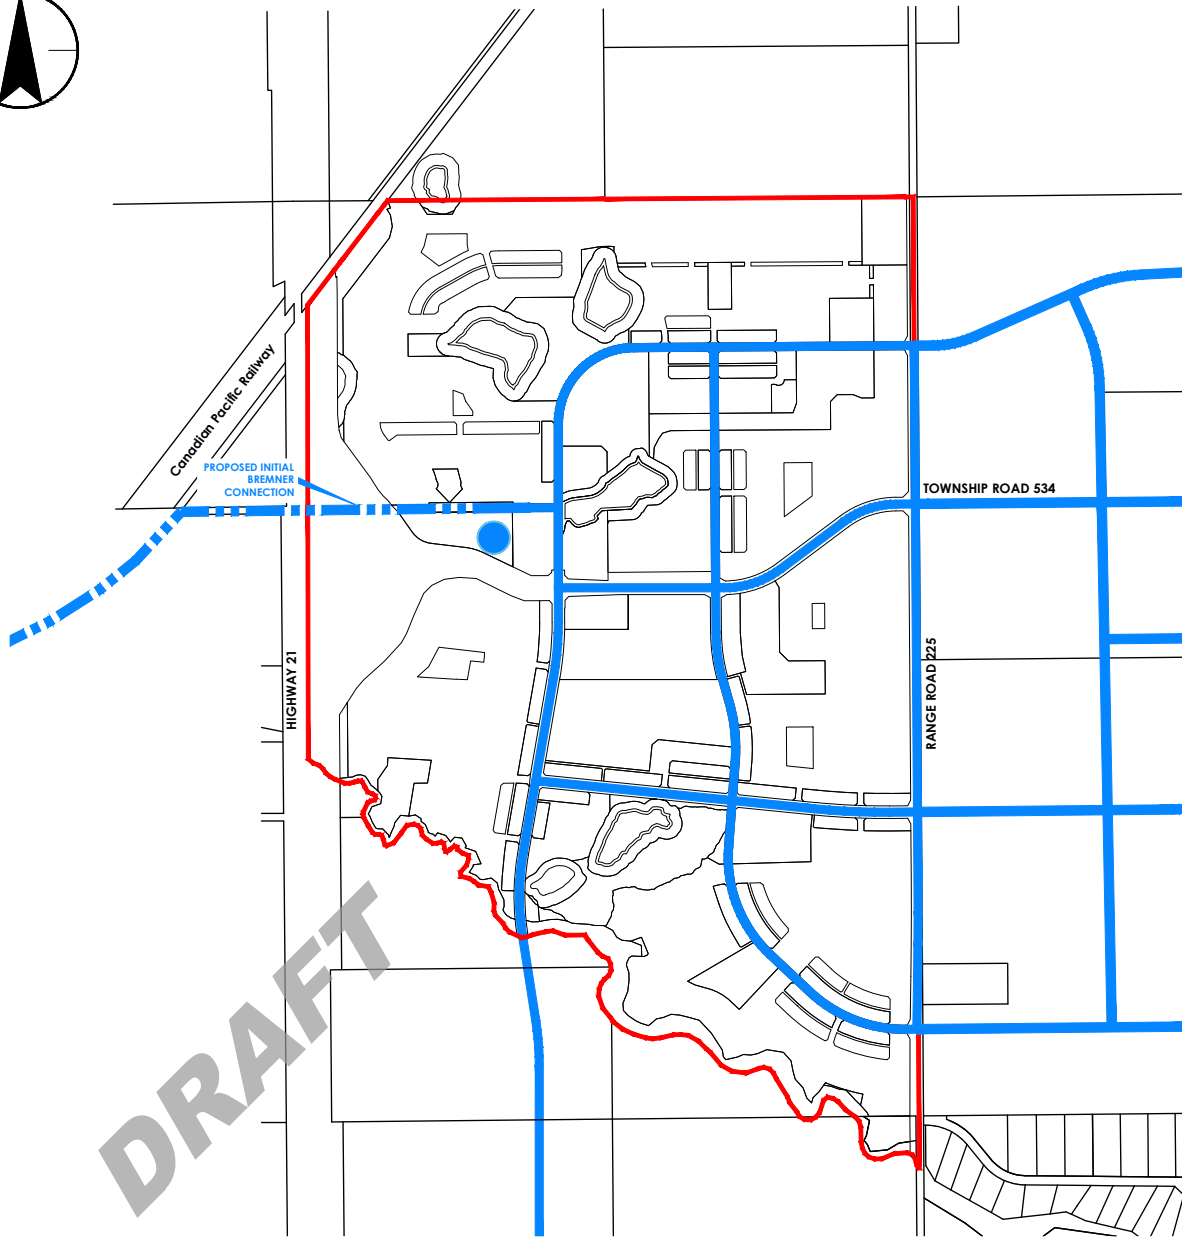 Canadian Pacific Railway
PROPOSED INITIAL
BREMNER
CONNECTION
TOWNSHIP ROAD 534
HIGHWAY 21
RANGE ROAD 225
DRAFT